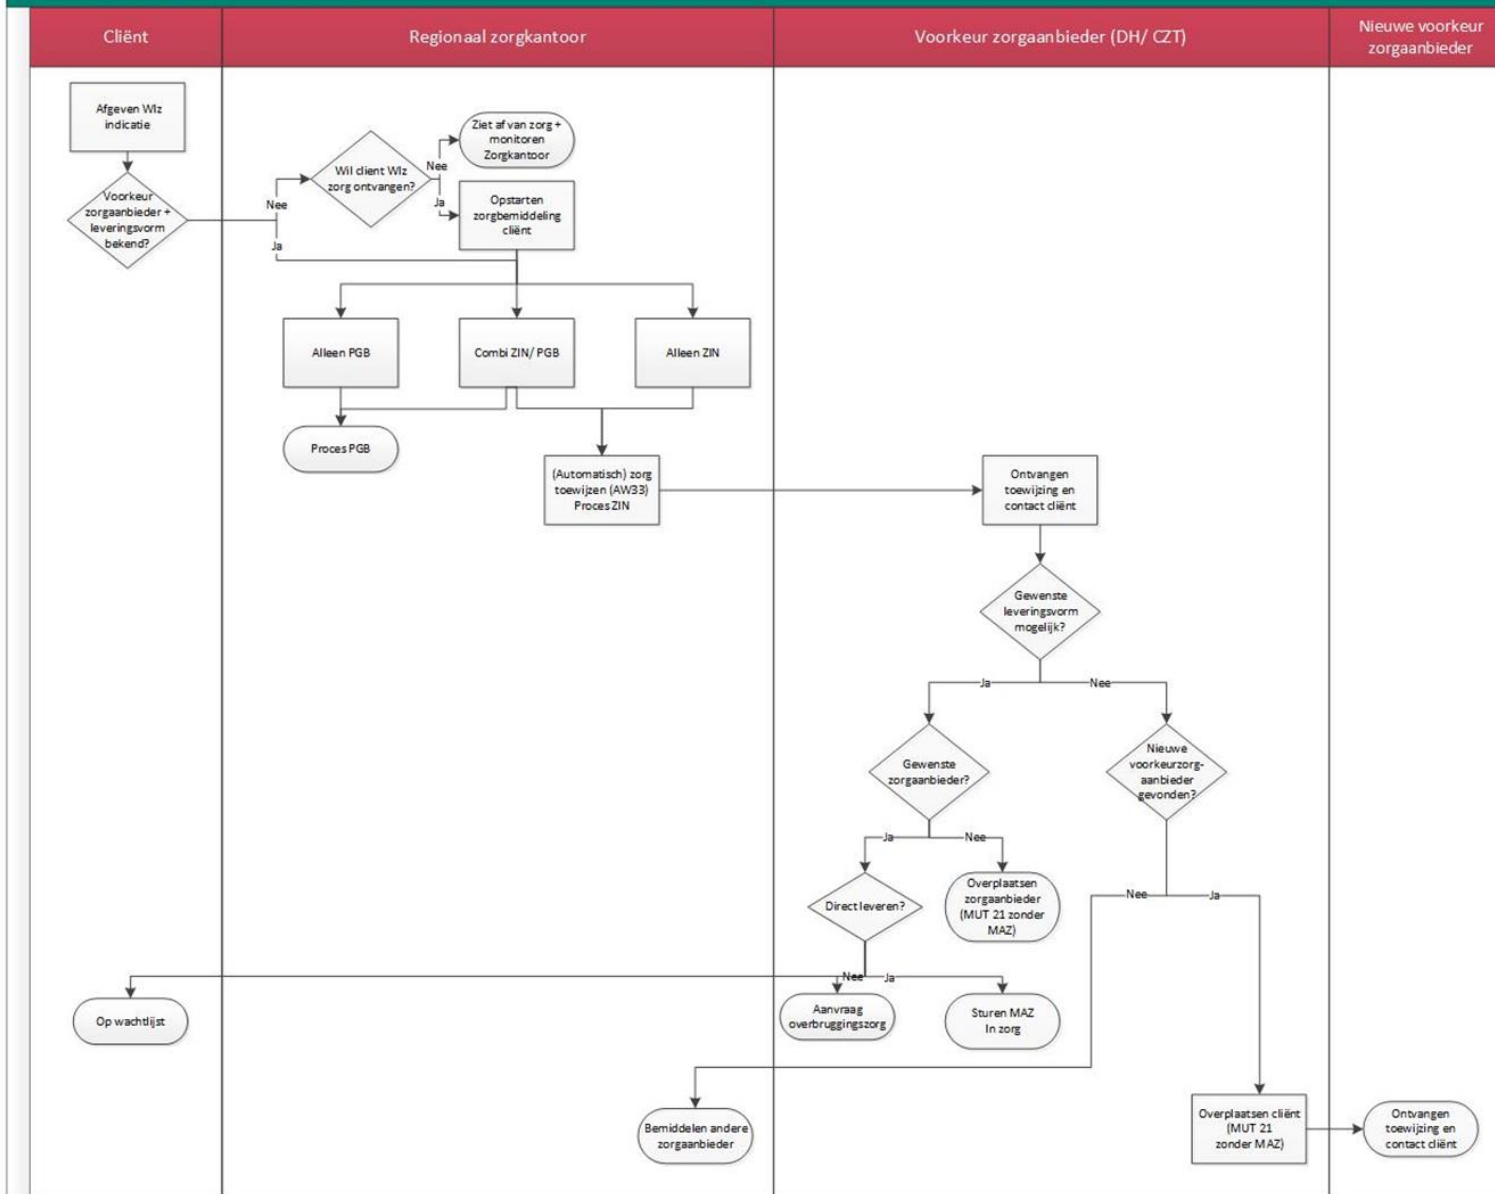 Cliënt
Regionaal zorgkantoor
Voorkeur zorgaanbieder (DH/ CZT)
Nieuwe voorkeur
zorgaanbieder
Afgeven Wlz
indicatie
Voorkeur
zorgaanbieder +
leveringsvorm
bekend?
Nee
Ja
Wil client Wlz
zorg ontvangen?
Nee
Ja
Ziet af van zorg +
monitoren
Zorgkantoor
Opstarten
zorgbemiddeling
cliënt
Alleen PGB
Combi ZIN/ PGB
Alleen ZIN
Proces PGB
(Automatisch) zorg
toewijzen (AW33)
Proces ZIN
Ontvangen
toewijzing en
contact cliënt
Gewenste
leveringsvorm
mogelijk?
Ja
Nee
Gewenste
zorgaanbieder?
Nieuwe
voorkeurzorg-
aanbieder
gevonden?
Ja
Nee
Direct leveren?
Overplaatsen
zorgaanbieder
(MUT 21 zonder
MAZ)
Nee
Ja
Nee
Ja
Op wachtlijst
Aanvraag
overbruggingszorg
Sturen MAZ
In zorg
Bemiddelen andere
zorgaanbieder
Overplaatsen cliënt
(MUT 21
zonder MAZ)
Ontvangen
toewijzing en
contact cliënt